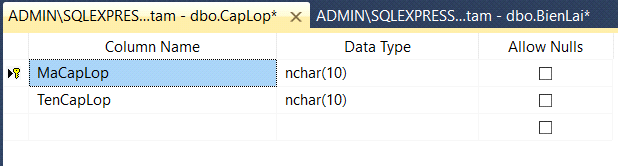 ADMIN\SQLEXPRES...tam - dbo.CapLop* ADMIN\SQLEXPRESS...tam - dbo.BienLai*
Column Name Data Type Allow Nulls
MaCapLop nchar(10)
TenCapLop nchar(10)